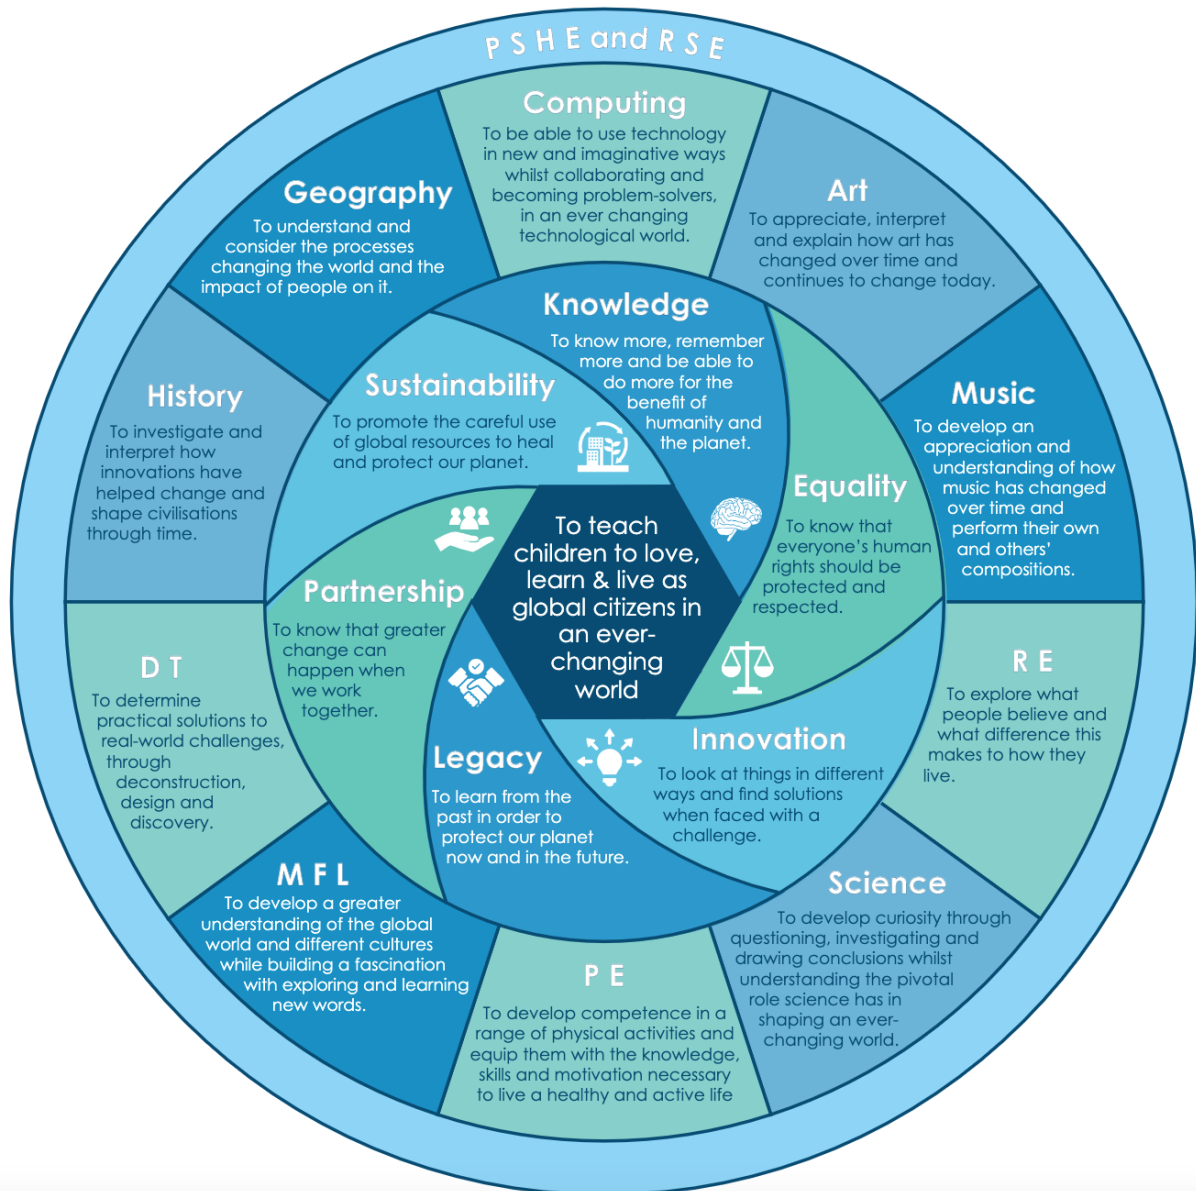 P S H E and R S E
Computing
To be able to use technology
in new and imaginative ways
whilst collaborating and
becoming problem-solvers,
in an ever changing
technological world.
Art
To appreciate, interpret
and explain how art has
changed over time and
continues to change today.
Music
To develop an
appreciation and
understanding of how
music has changed
over time and
perform their own
and others'
compositions.
R E
To explore what
people believe and
what difference this
makes to how they
live.
Science
To develop curiosity through
questioning, investigating and
drawing conclusions whilst
understanding the pivotal
role science has in
shaping an ever-
changing world.
P E
To develop competence in a
range of physical activities and
equip them with the knowledge,
skills and motivation necessary
to live a healthy and active life
M F L
To develop a greater
understanding of the global
world and different cultures
while building a fascination
with exploring and learning
new words.
D T
To determine
practical solutions to
real-world challenges,
through
deconstruction,
design and
discovery.
History
To investigate and
interpret how
innovations have
helped change and
shape civilisations
through time.
Geography
To understand and
consider the processes
changing the world and the
impact of people on it.
Knowledge
To know more, remember
more and be able to
do more for the
benefit of
humanity and
the planet.
Equality
To know that
everyone's human
rights should be
protected and
respected.
Innovation
To look at things in different
ways and find solutions
when faced with a
challenge.
Legacy
To learn from the
past in order to
protect our planet
now and in the future.
Partnership
To know that greater
change can
happen when
we work
together.
Sustainability
To promote the careful use
of global resources to heal
and protect our planet.
To teach
children to love,
learn & live as
global citizens in
an ever-
changing
world